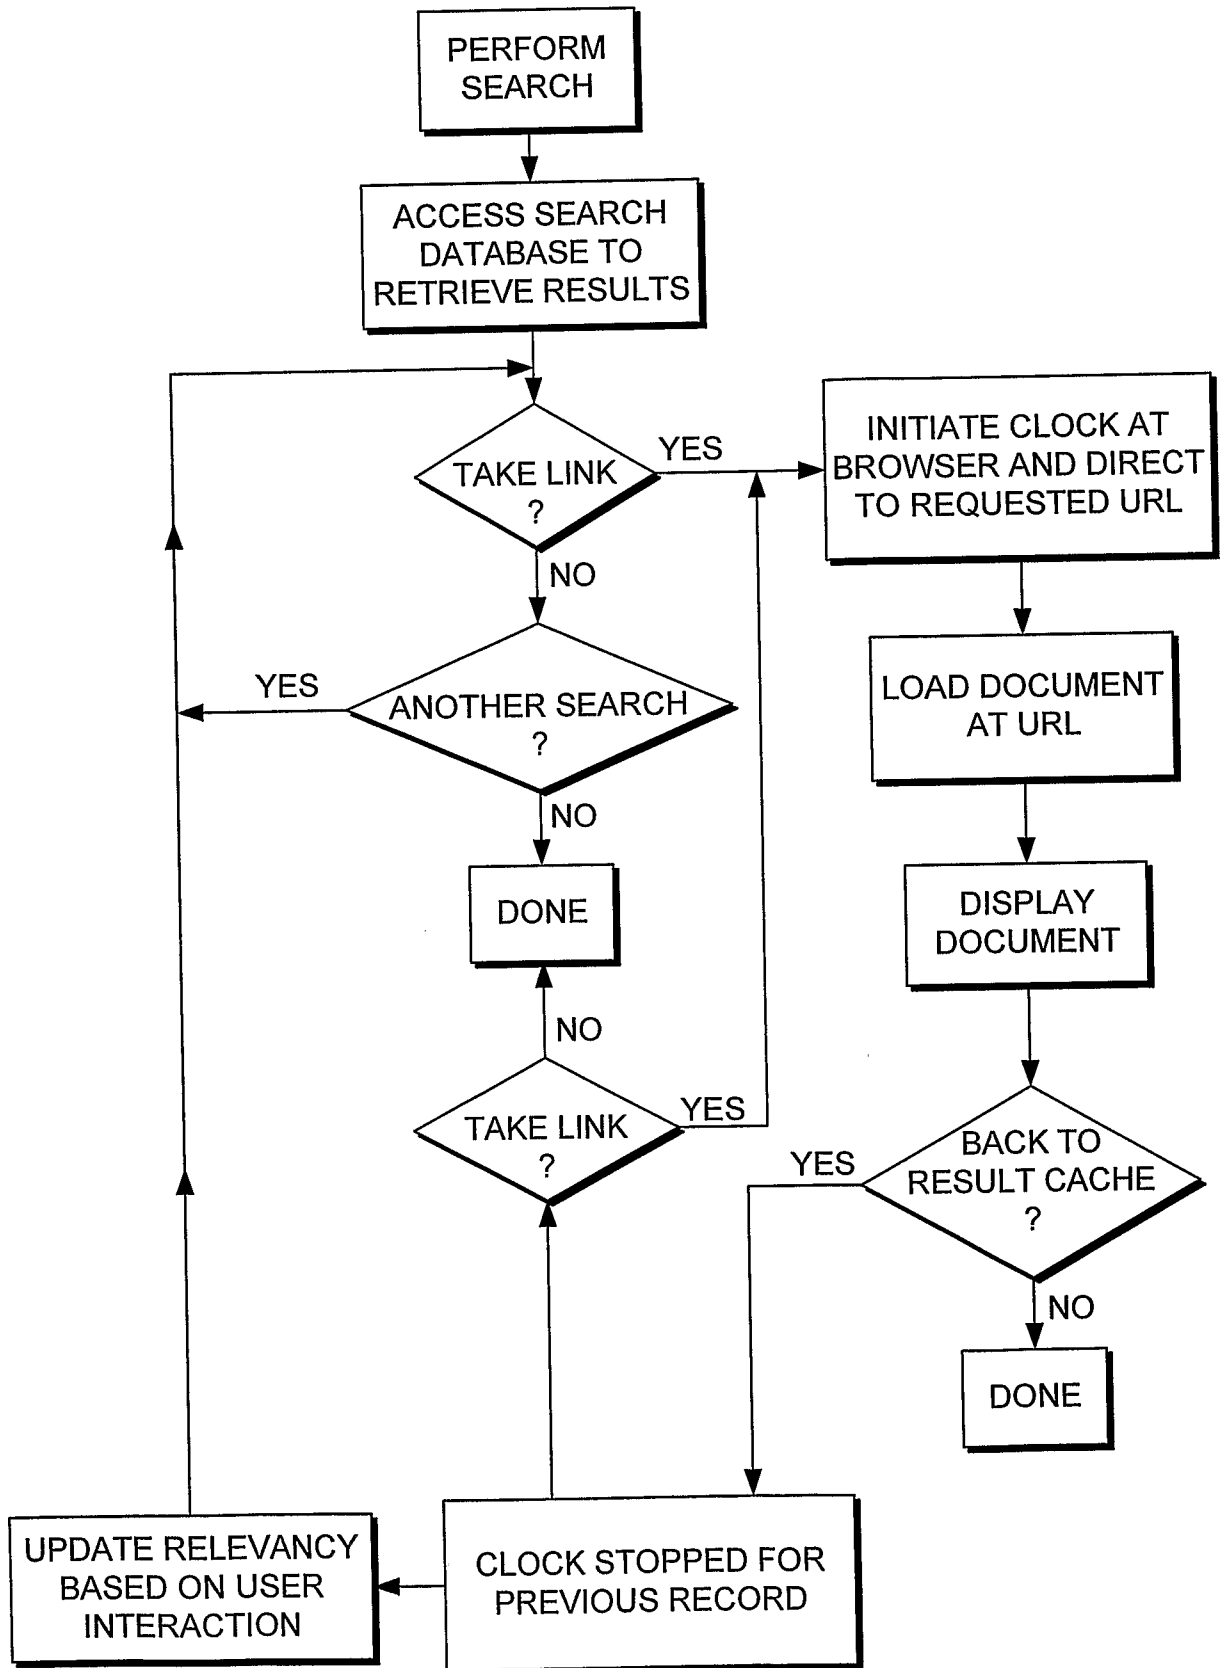 PERFORM
SEARCH
ACCESS SEARCH
DATABASE TO
RETRIEVE RESULTS
TAKE LINK
?
YES
NO
INITIATE CLOCK AT
BROWSER AND DIRECT
TO REQUESTED URL
LOAD DOCUMENT
AT URL
ANOTHER SEARCH
?
YES
NO
DONE
DISPLAY
DOCUMENT
NO
TAKE LINK
?
YES
BACK TO
RESULT CACHE
?
YES
NO
DONE
CLOCK STOPPED FOR
PREVIOUS RECORD
UPDATE RELEVANCY
BASED ON USER
INTERACTION